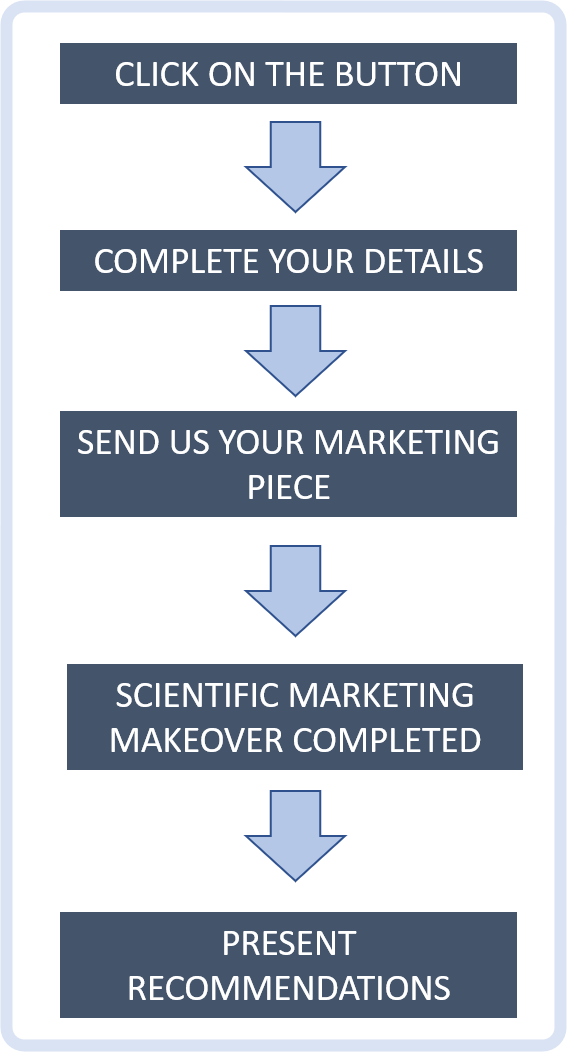 CLICK ON THE BUTTON
COMPLETE YOUR DETAILS
SEND US YOUR MARKETING
PIECE
SCIENTIFIC MARKETING
MAKEOVER COMPLETED
PRESENT
RECOMMENDATIONS